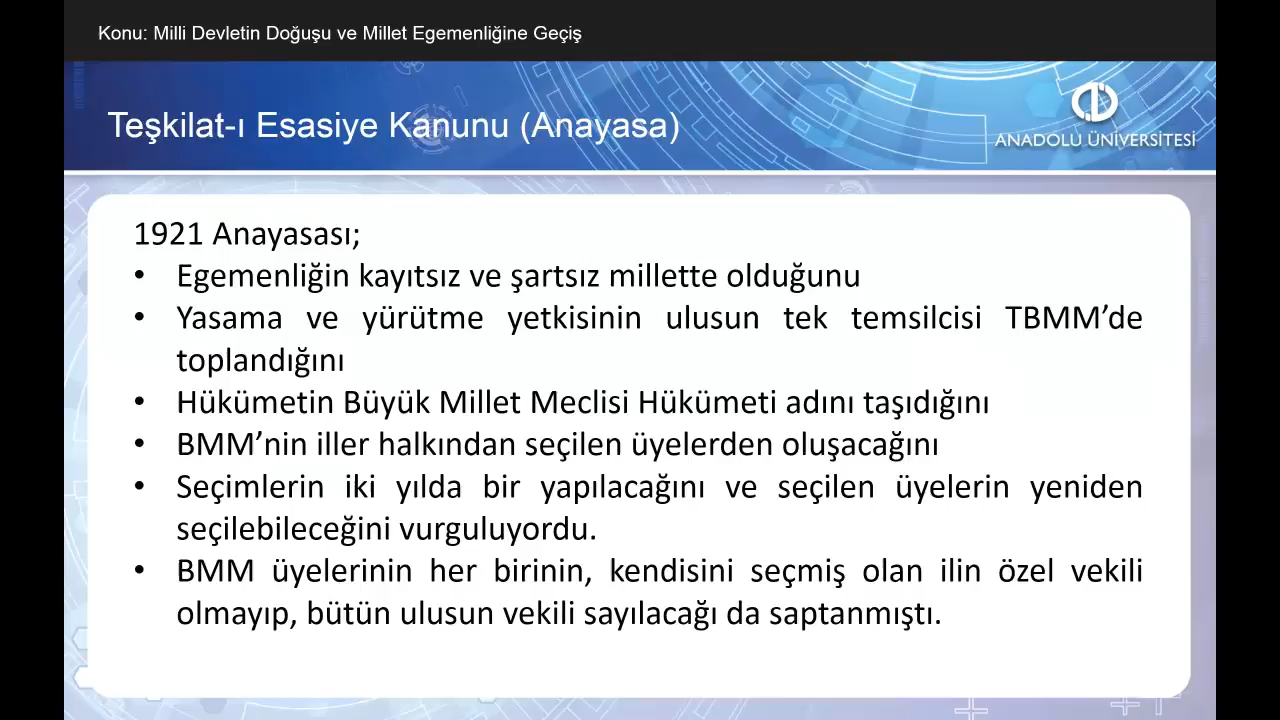 Konu: Milli Devletin Doğuşu ve Millet Egemenliğine Geçiş
Teşkilat-ı Esasiye Kanunu (Anayasa)
ANADOLU ÜNİVERSİTESİ
1921 Anayasası;
• Egemenliğin kayıtsız ve şartsız millette olduğunu
• Yasama ve yürütme yetkisinin ulusun tek temsilcisi TBMM’de
toplandığını
• Hükümetin Büyük Millet Meclisi Hükümeti adını taşıdığını
• BMM’nin iller halkından seçilen üyelerden oluşacağını
• Seçimlerin iki yılda bir yapılacağını ve seçilen üyelerin yeniden
seçilebileceğini vurguluyordu.
• BMM üyelerinin her birinin, kendisini seçmiş olan ilin özel vekili
olmayıp, bütün ulusun vekili sayılacağı da saptanmıştı.